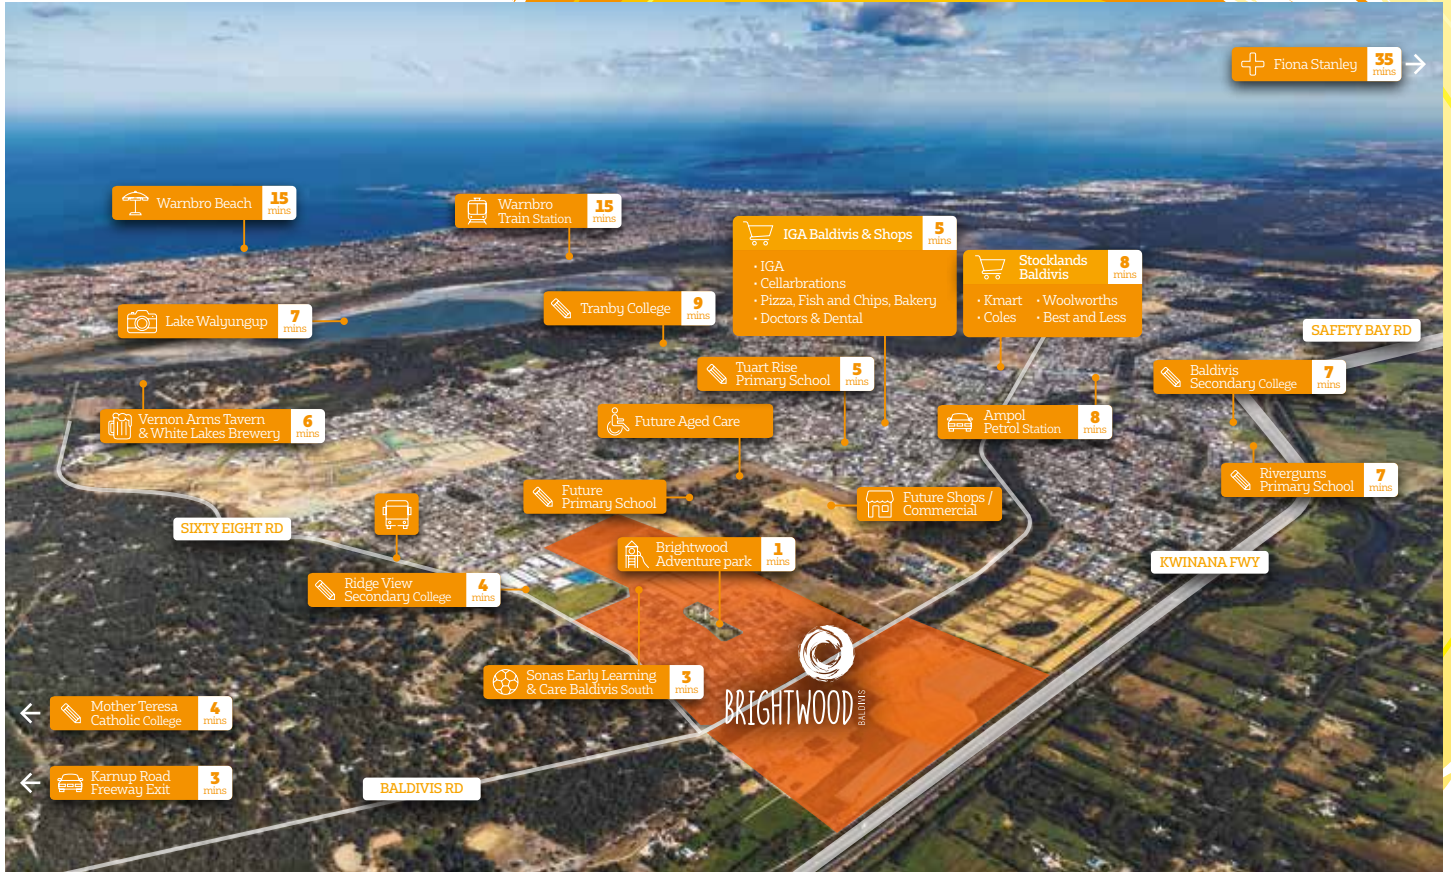 Fiona Stanley
35
mins
Warnbro Beach
15
mins
Warnbro
Train Station
15
mins
IGA Baldivis & Shops
5
mins
· IGA
· Cellarbrations
· Pizza, Fish and Chips, Bakery
· Doctors & Dental
Stocklands
Baldivis
8
mins
· Kmart
· Woolworths
· Coles
· Best and Less
Lake Walyungup
7
mins
Tranby College
9
mins
SAFETY BAY RD
Tuart Rise
Primary School
5
mins
Baldivis
Secondary College
7
mins
Vernon Arms Tavern
& White Lakes Brewery
6
mins
Future Aged Care
Ampol
Petrol Station
8
mins
Rivergums
Primary School
7
mins
Future
Primary School
Future Shops /
Commercial
SIXTY EIGHT RD
Brightwood
Adventure park
1
mins
KWINANA FWY
Ridge View
Secondary College
4
mins
Sonas Early Learning
& Care Baldivis South
3
mins
BRIGHTWOOD
BALDIVIS
Mother Teresa
Catholic College
4
mins
Karnup Road
Freeway Exit
3
mins
BALDIVIS RD